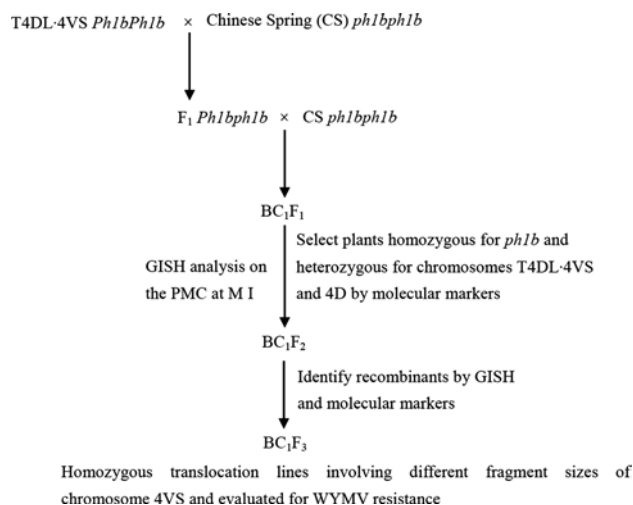 T4DL·4VS Ph1bPh1b × Chinese Spring (CS) ph1bph1b
F₁ Ph1bph1b × CS ph1bph1b
BC₁F₁
GISH analysis on
the PMC at M I
Select plants homozygous for ph1b and
heterozygous for chromosomes T4DL·4VS
and 4D by molecular markers
BC₁F₂
Identify recombinants by GISH
and molecular markers
BC₁F₃
Homozygous translocation lines involving different fragment sizes of
chromosome 4VS and evaluated for WYMV resistance